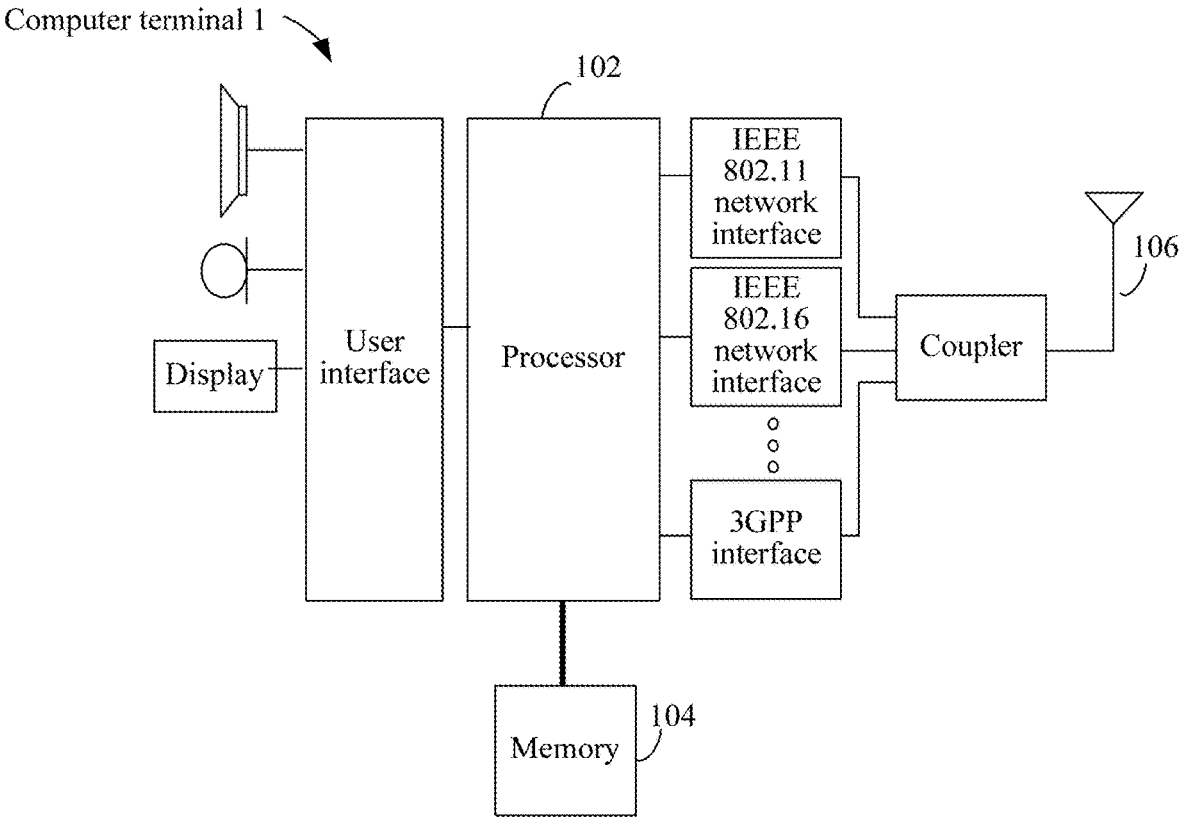 Computer terminal 1
102
IEEE
802.11
network
interface
106
IEEE
802.16
network
interface
User
interface
Processor
Coupler
Display
3GPP
interface
Memory
104